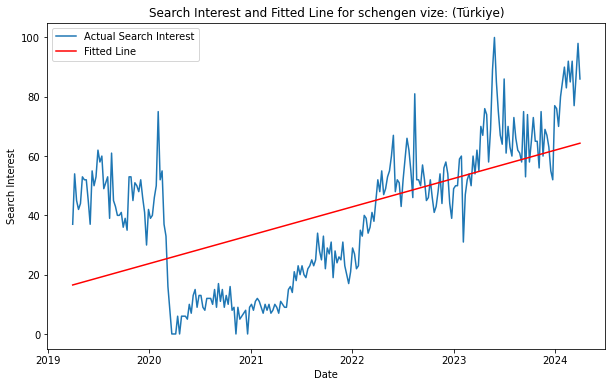 Search Interest and Fitted Line for schengen vize: (Türkiye)
Actual Search Interest
Fitted Line
Search Interest
100
80
60
40
20
0
2019
2020
2021
2022
2023
2024
Date